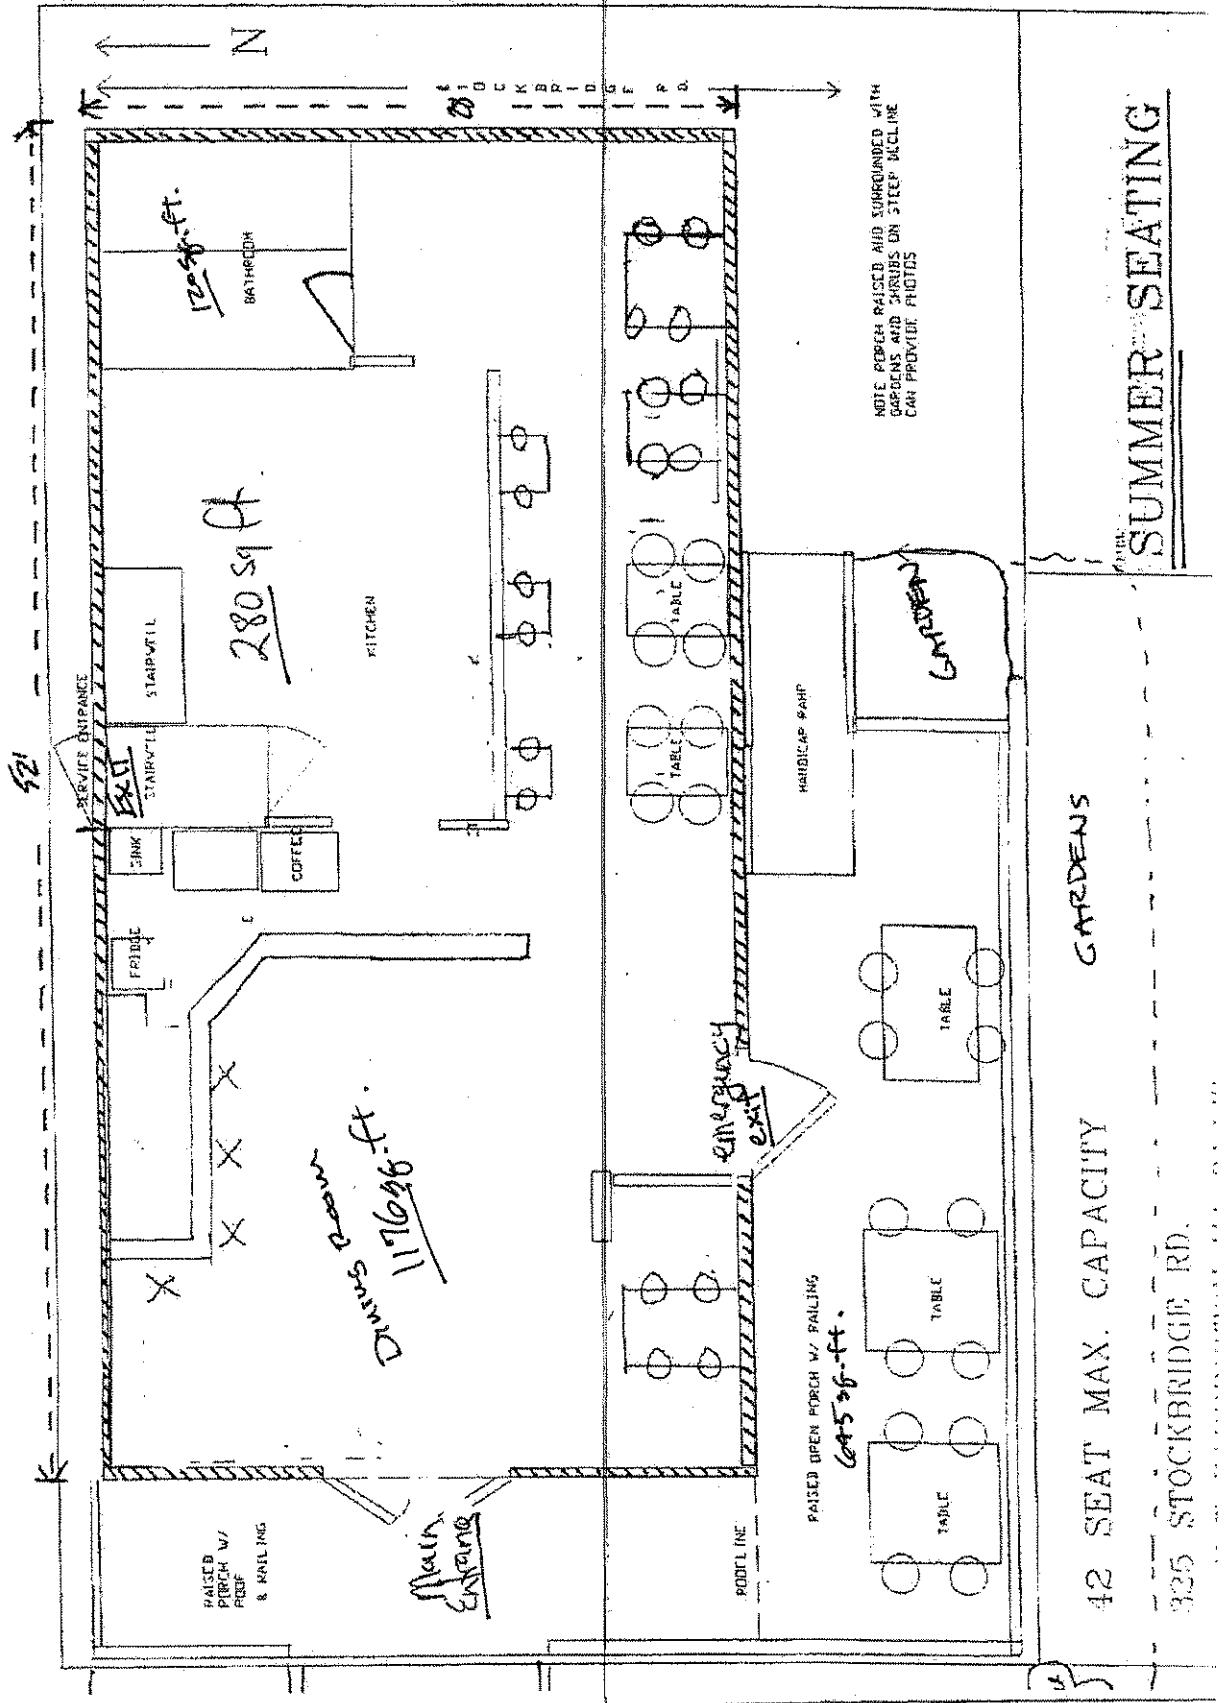 N
STOCKBRIDGE RD.
28
52'
120 sq. ft.
BATHROOM
280 sq ft.
KITCHEN
STAIRWELL
SERVICE ENTRANCE
EXIT
STAIRWELL
SINK
COFFEE
FRIDGE
C
X
X
X
X
Dining Room
1176 sq. ft.
TABLE
TABLE
emergency
exit
HANDICAP RAMP
GARDEN
NOTE PORCH RAISED AND SURROUNDED WITH
GARDENS AND SHRUBS ON STEEP DECLINE
CAN PROVIDE PHOTOS
RAISED
PORCH W/
ROOF
& RAILING
Main
Entrance
ROOFLINE
RAISED OPEN PORCH W/ RAILING
645 sq. ft.
TABLE
TABLE
TABLE
GARDENS
42 SEAT MAX. CAPACITY
325 STOCKBRIDGE RD.
SUMMER SEATING